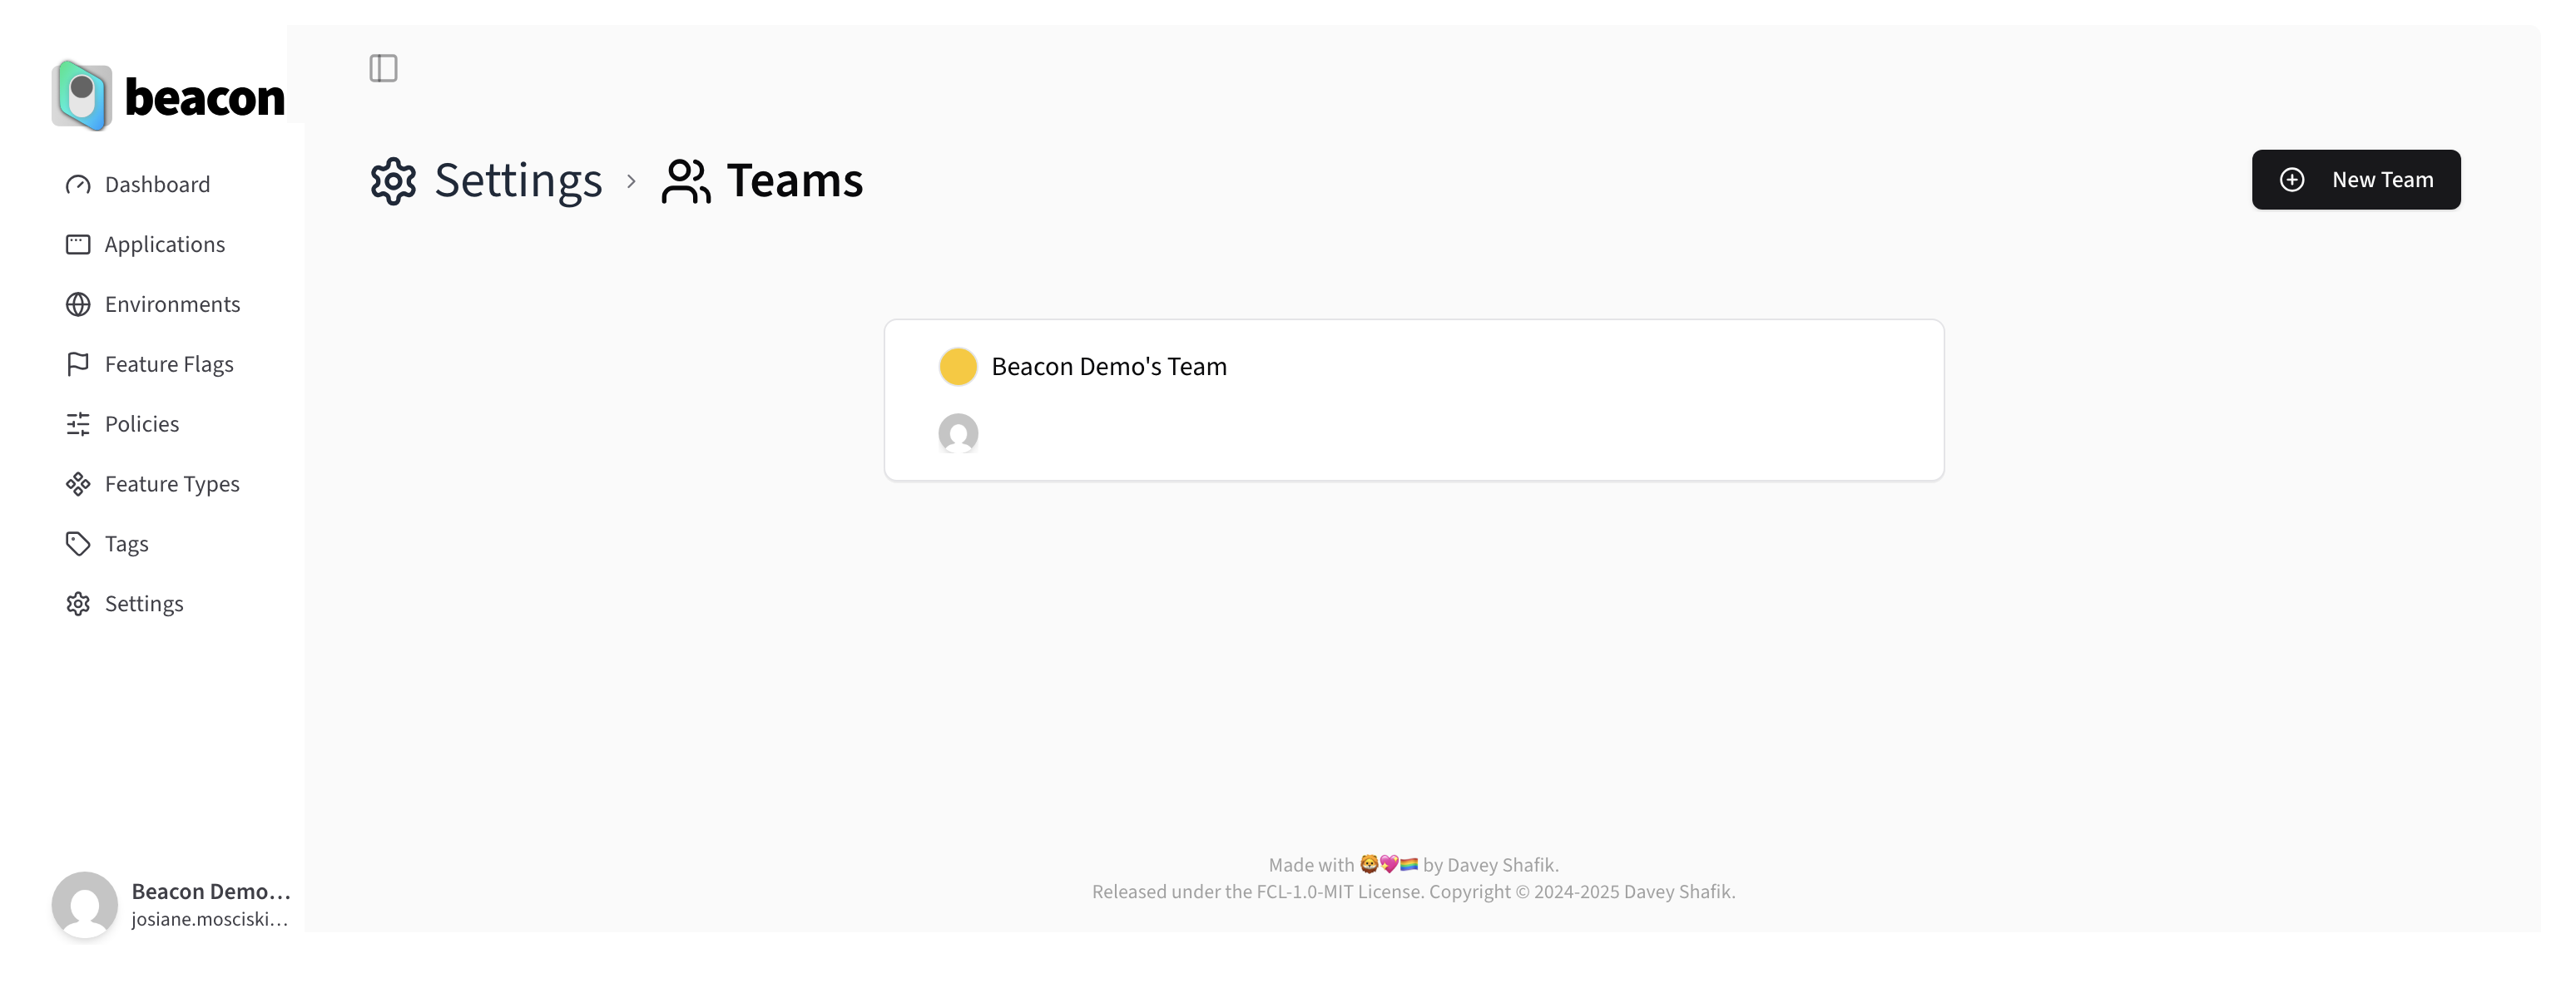 beacon
Dashboard
Applications
Environments
Feature Flags
Policies
Feature Types
Tags
Settings
Beacon Demo...
josiane.mosciski...
Settings > Teams
New Team
Beacon Demo's Team
Made with 🦁💖🏳️‍🌈 by Davey Shafik.
Released under the FCL-1.0-MIT License. Copyright © 2024-2025 Davey Shafik.